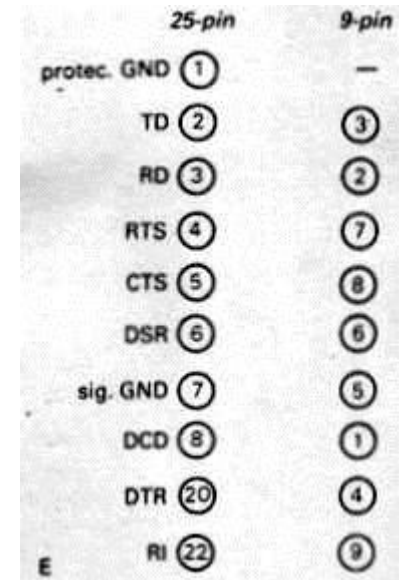 25-pin 9-pin
protec. GND 1 –
TD 2 3
RD 3 2
RTS 4 7
CTS 5 8
DSR 6 6
sig. GND 7 5
DCD 8 1
DTR 20 4
RI 22 9
E